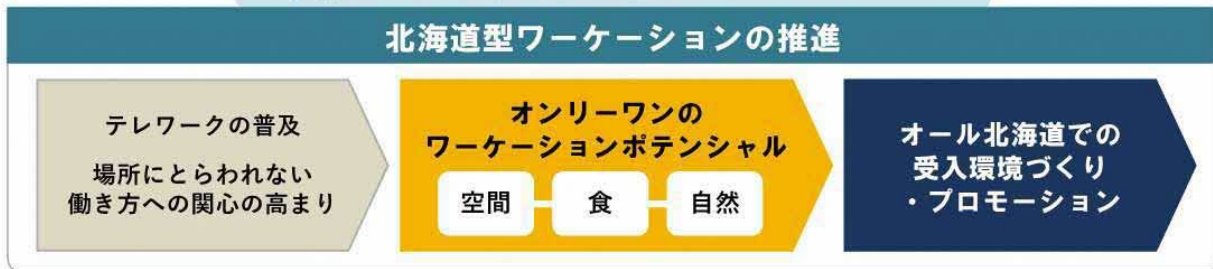 北海道型ワーケーションの推進
テレワークの普及
場所にとらわれない
働き方への関心の高まり
オンリーワンの
ワーケーションポテンシャル
空間
食
自然
オール北海道での
受入環境づくり
・プロモーション